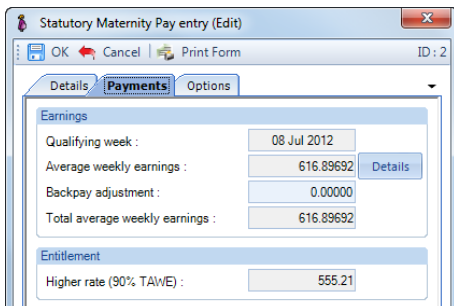 Statutory Maternity Pay entry (Edit)
OK Cancel Print Form ID : 2
Details Payments Options
Earnings
Qualifying week : 08 Jul 2012
Average weekly earnings : 616.89692 Details
Backpay adjustment : 0.00000
Total average weekly earnings : 616.89692
Entitlement
Higher rate (90% TAWE) : 555.21